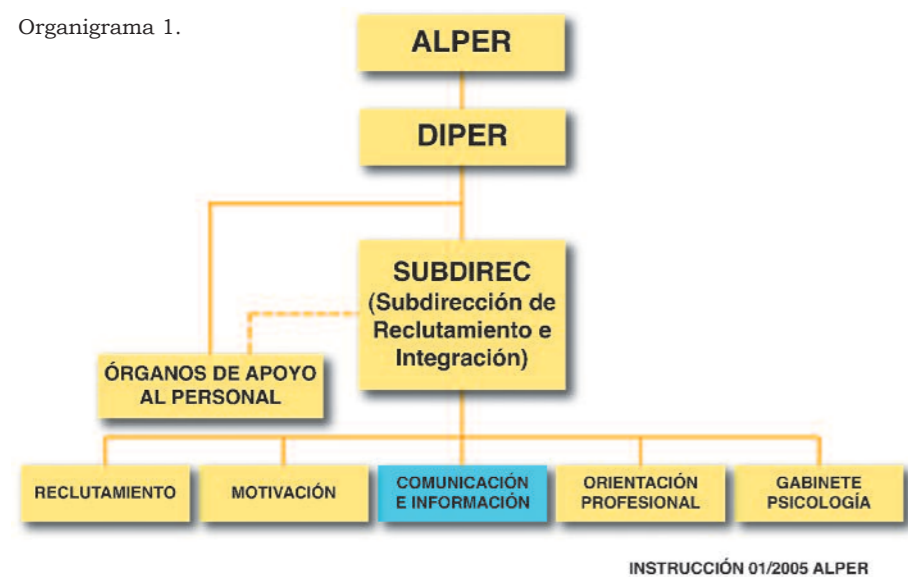 Organigrama 1.
ALPER
DIPER
SUBDIREC
(Subdirección de
Reclutamiento e
Integración)
ÓRGANOS DE APOYO
AL PERSONAL
RECLUTAMIENTO
MOTIVACIÓN
COMUNICACIÓN
E INFORMACIÓN
ORIENTACIÓN
PROFESIONAL
GABINETE
PSICOLOGÍA
INSTRUCCIÓN 01/2005 ALPER